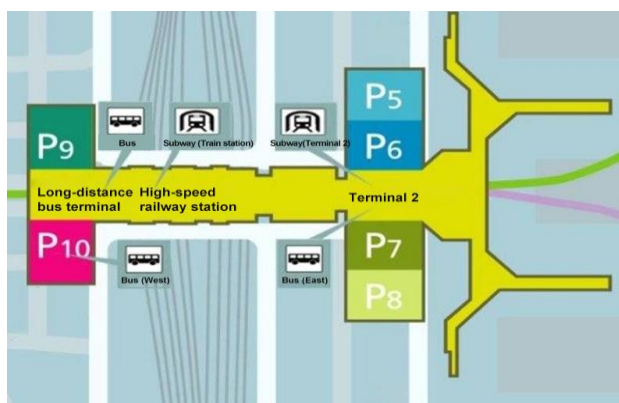 P5
P9
Bus
Subway (Train station)
Subway(Terminal 2)
P6
Long-distance
bus terminal
High-speed
railway station
Terminal 2
P10
Bus (West)
Bus (East)
P7
P8